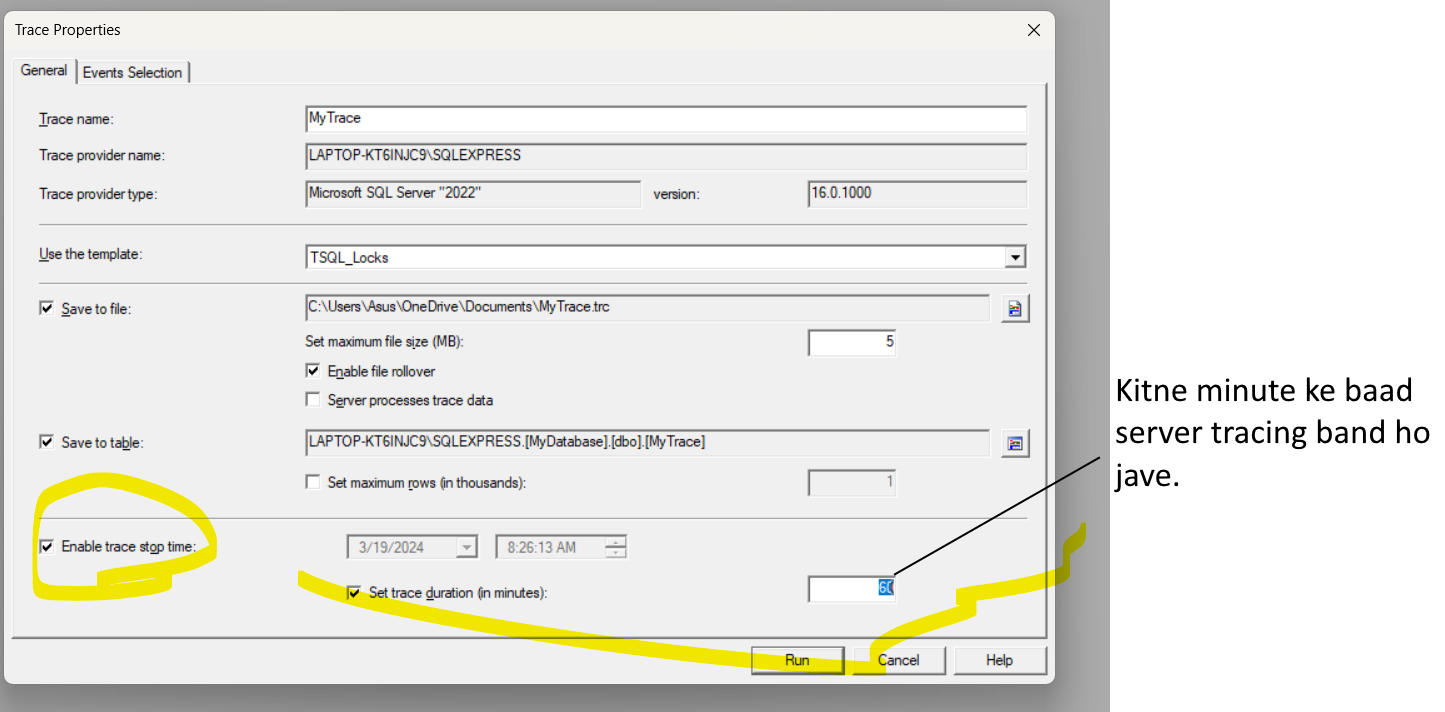 Trace Properties
General Events Selection
Trace name: MyTrace
Trace provider name: LAPTOP-KT6INJC9\SQLEXPRESS
Trace provider type: Microsoft SQL Server "2022" version: 16.0.1000
Use the template: TSQL_Locks
Save to file: C:\Users\Asus\OneDrive\Documents\MyTrace.trc
Set maximum file size (MB): 5
Enable file rollover
Server processes trace data
Save to table: LAPTOP-KT6INJC9\SQLEXPRESS.[MyDatabase].[dbo].[MyTrace]
Set maximum rows (in thousands): 1
Enable trace stop time: 3/19/2024 8:26:13 AM
Set trace duration (in minutes): 60
Run Cancel Help
Kitne minute ke baad
server tracing band ho
jave.